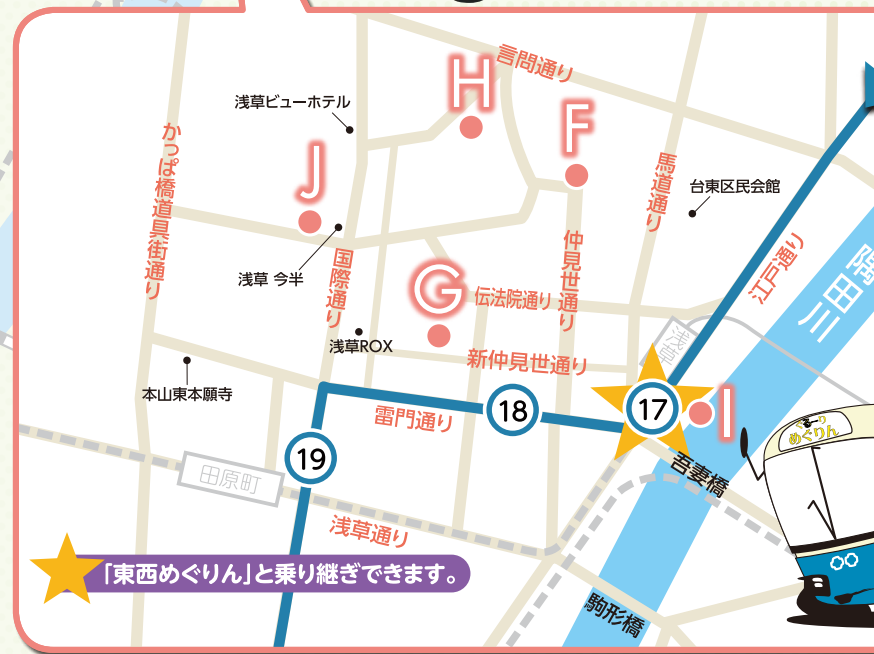 言問通り
H
浅草ビューホテル
F
かっぱ橋道具街通り
J
馬道通り
台東区民会館
仲見世通り
江戸通り
隅田川
浅草 今半
国際通り
G
伝法院通り
浅草
浅草ROX
新仲見世通り
本山東本願寺
雷門通り
18
17
I
ぐるり
めぐりん
19
吾妻橋
田原町
浅草通り
「東西めぐりん」と乗り継ぎできます。
駒形橋